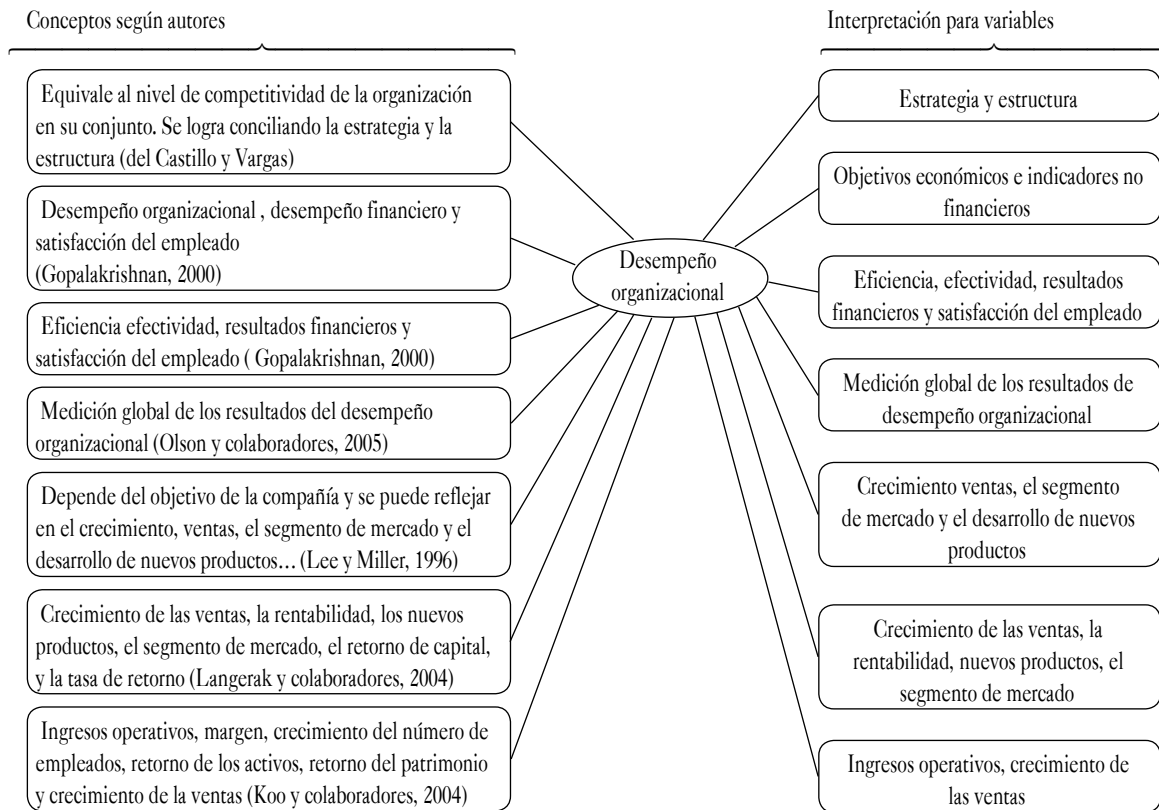 Conceptos según autores
Equivale al nivel de competitividad de la organización
en su conjunto. Se logra conciliando la estrategia y la
estructura (del Castillo y Vargas)
Desempeño organizacional , desempeño financiero y
satisfacción del empleado
(Gopalakrishnan, 2000)
Eficiencia efectividad, resultados financieros y
satisfacción del empleado ( Gopalakrishnan, 2000)
Medición global de los resultados del desempeño
organizacional (Olson y colaboradores, 2005)
Depende del objetivo de la compañía y se puede reflejar
en el crecimiento, ventas, el segmento de mercado y el
desarrollo de nuevos productos… (Lee y Miller, 1996)
Crecimiento de las ventas, la rentabilidad, los nuevos
productos, el segmento de mercado, el retorno de capital,
y la tasa de retorno (Langerak y colaboradores, 2004)
Ingresos operativos, margen, crecimiento del número de
empleados, retorno de los activos, retorno del patrimonio
y crecimiento de la ventas (Koo y colaboradores, 2004)
Desempeño
organizacional
Interpretación para variables
Estrategia y estructura
Objetivos económicos e indicadores no
financieros
Eficiencia, efectividad, resultados
financieros y satisfacción del empleado
Medición global de los resultados de
desempeño organizacional
Crecimiento ventas, el segmento
de mercado y el desarrollo de nuevos
productos
Crecimiento de las ventas, la
rentabilidad, nuevos productos, el
segmento de mercado
Ingresos operativos, crecimiento de
las ventas